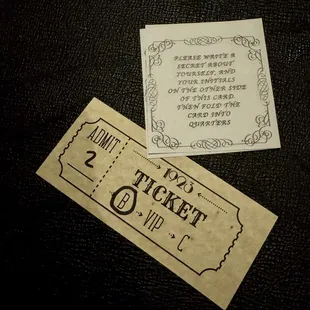 PLEASE WRITE A
SECRET ABOUT
YOURSELF, AND
YOUR INITIALS
ON THE OTHER SIDE
OF THIS CARD.
THEN FOLD THE
CARD INTO
QUARTERS
ADMIT
2
1923
TICKET
B → VIP → C